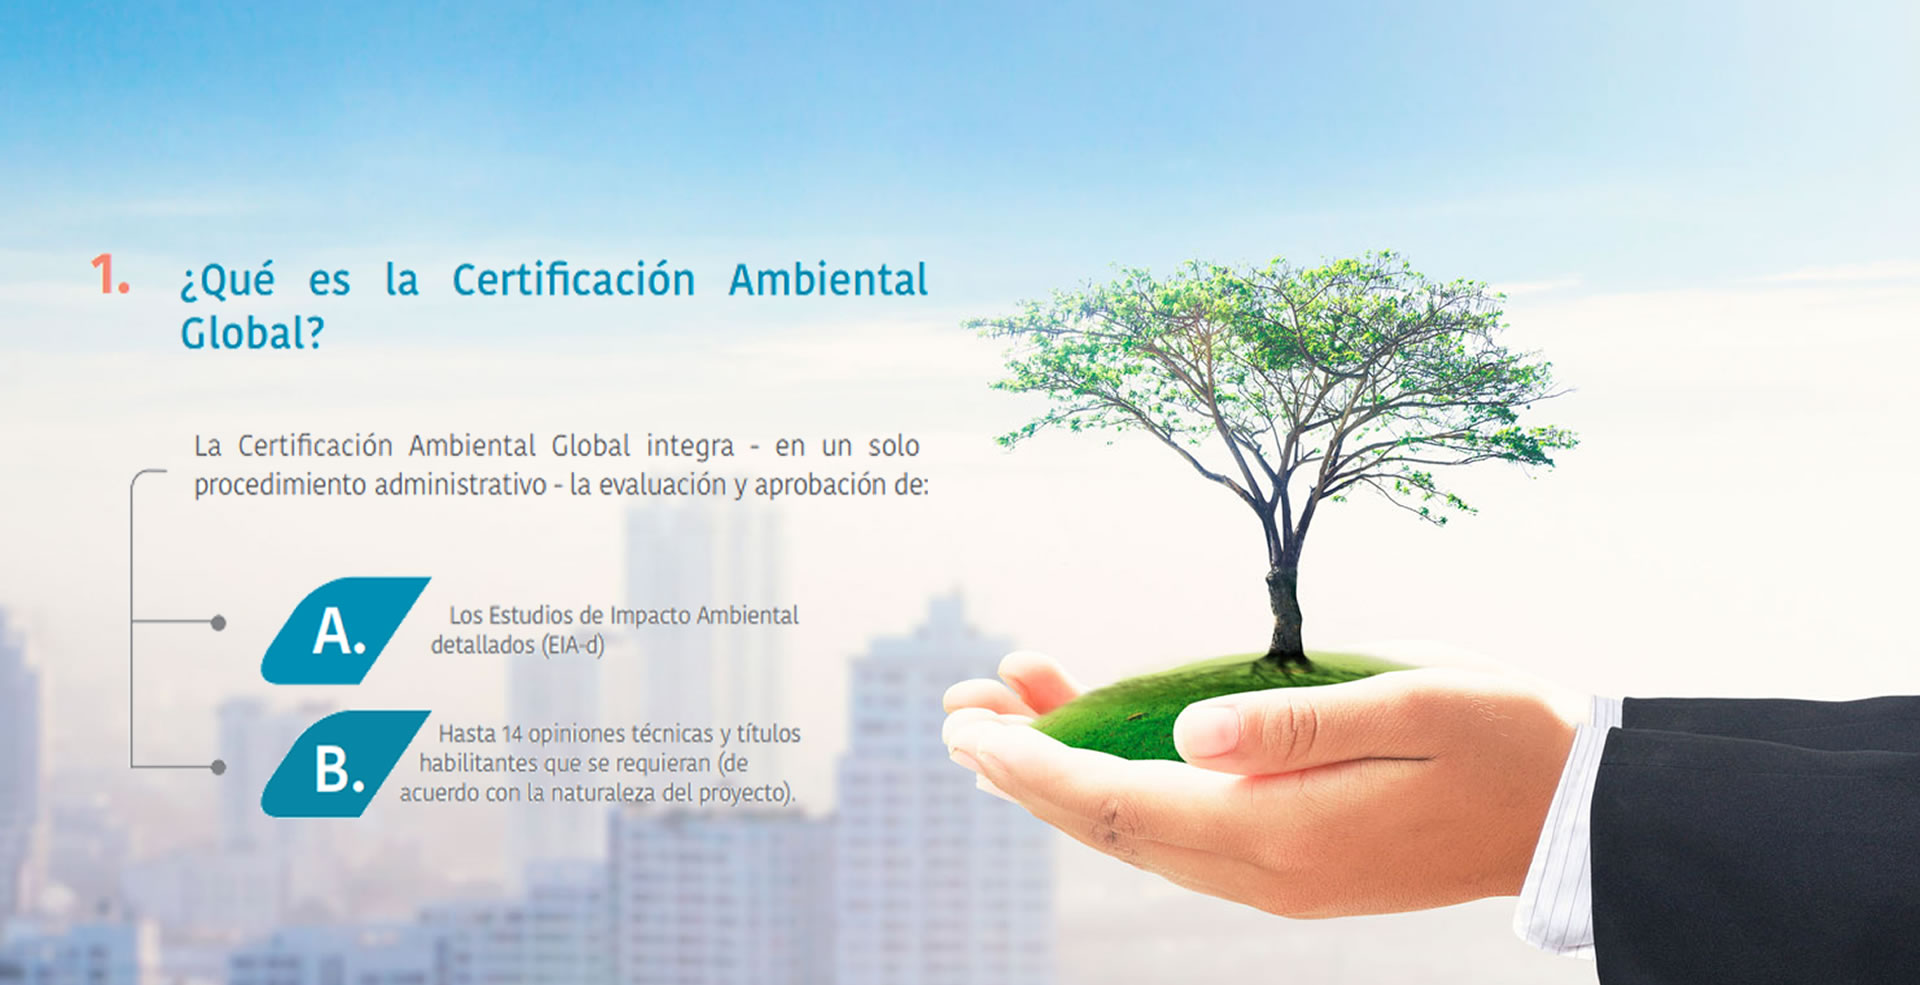 1. ¿Qué es la Certificación Ambiental
Global?
La Certificación Ambiental Global integra - en un solo
procedimiento administrativo - la evaluación y aprobación de:
A. Los Estudios de Impacto Ambiental
detallados (EIA-d)
B. Hasta 14 opiniones técnicas y títulos
habilitantes que se requieran (de
acuerdo con la naturaleza del proyecto).